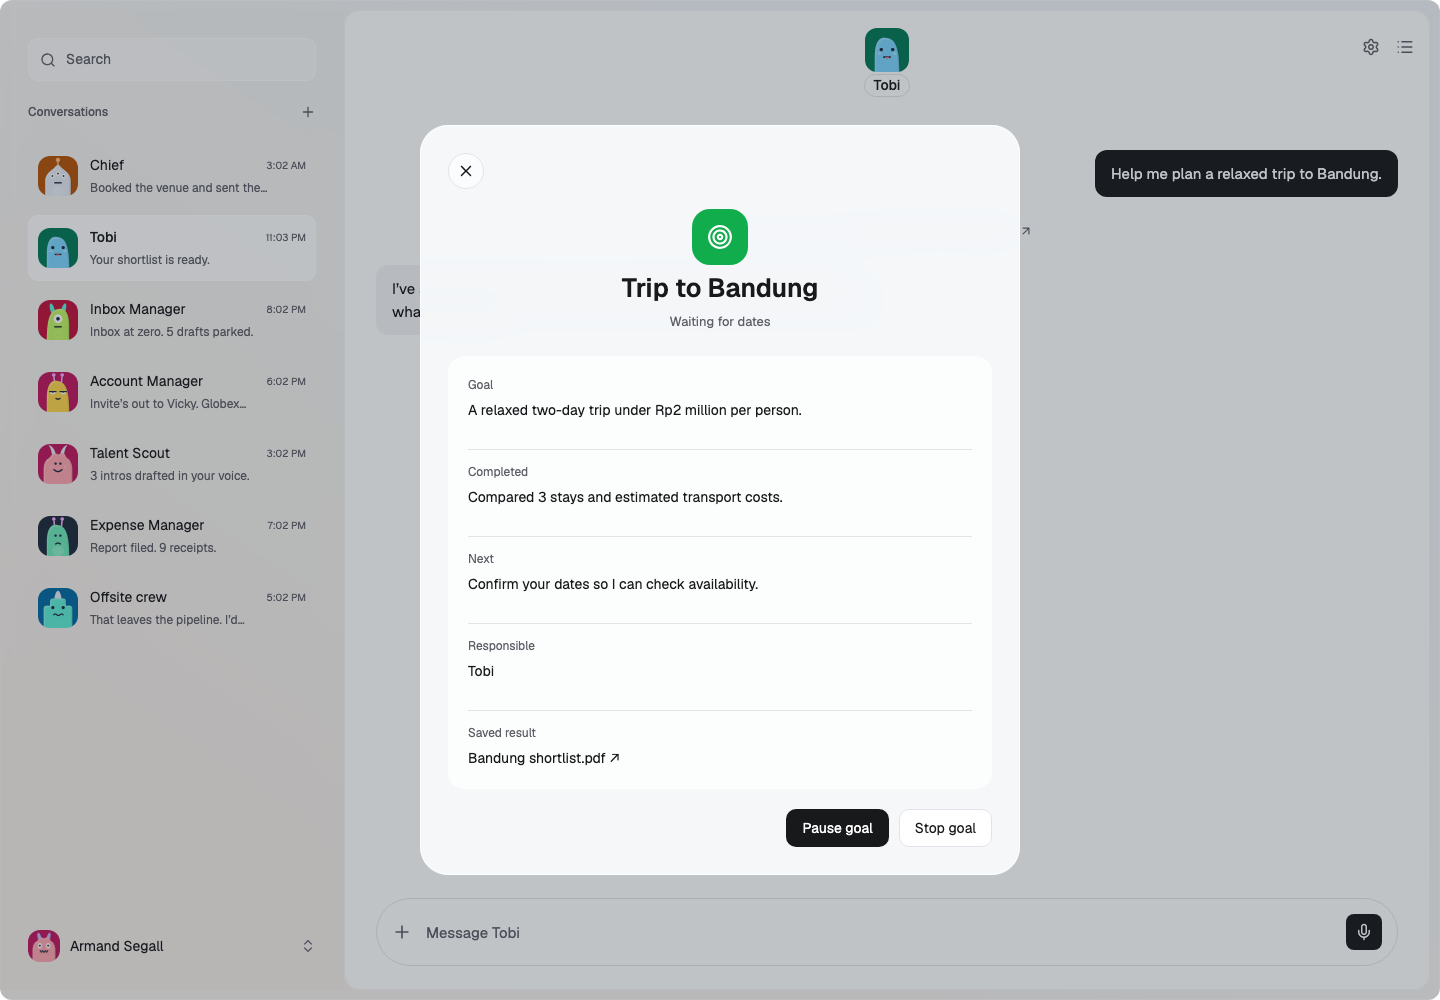 Search
Conversations
Chief
3:02 AM
Booked the venue and sent the...
Tobi
11:03 PM
Your shortlist is ready.
Inbox Manager
8:02 PM
Inbox at zero. 5 drafts parked.
Account Manager
6:02 PM
Invite's out to Vicky. Globex...
Talent Scout
3:02 PM
3 intros drafted in your voice.
Expense Manager
7:02 PM
Report filed. 9 receipts.
Offsite crew
5:02 PM
That leaves the pipeline. I'd...
Armand Segall
Tobi
Help me plan a relaxed trip to Bandung.
I've
wha
Trip to Bandung
Waiting for dates
Goal
A relaxed two-day trip under Rp2 million per person.
Completed
Compared 3 stays and estimated transport costs.
Next
Confirm your dates so I can check availability.
Responsible
Tobi
Saved result
Bandung shortlist.pdf ↗
Pause goal
Stop goal
Message Tobi